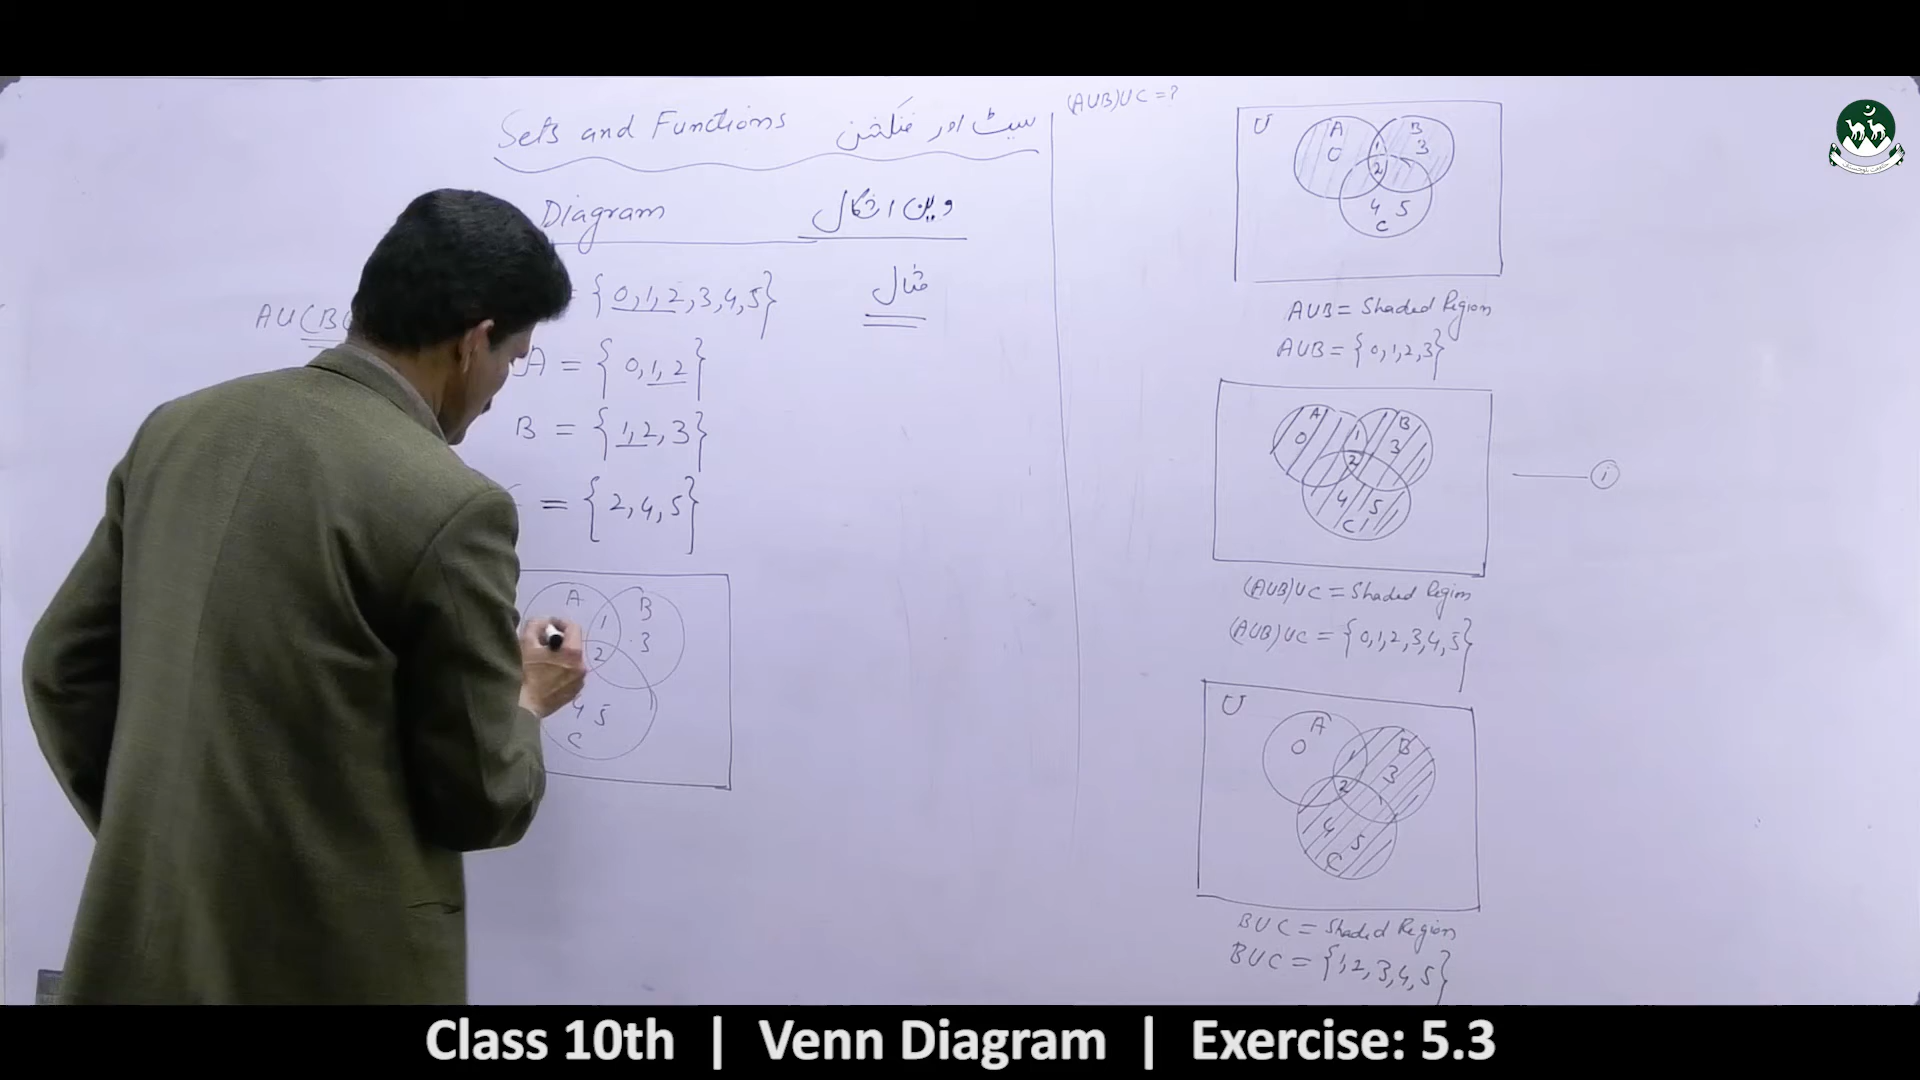 Sets and Functions سیٹ اور فنکشن
Diagram وین اشکال
= {0,1,2,3,4,5} مثال
AU(B
A = {0,1,2}
B = {1,2,3}
= {2,4,5}
A B
1
3
2
4 5
C
(AUB)UC = ?
U A B
0 1 3
2
4 5
C
AUB = Shaded Region
AUB = {0,1,2,3}
A B
0 1 3
2
4 5
C
i
(AUB)UC = Shaded Region
(AUB)UC = {0,1,2,3,4,5}
U A B
0 1 3
2
4 5
C
BUC = Shaded Region
BUC = {1,2,3,4,5}
Class 10th | Venn Diagram | Exercise: 5.3